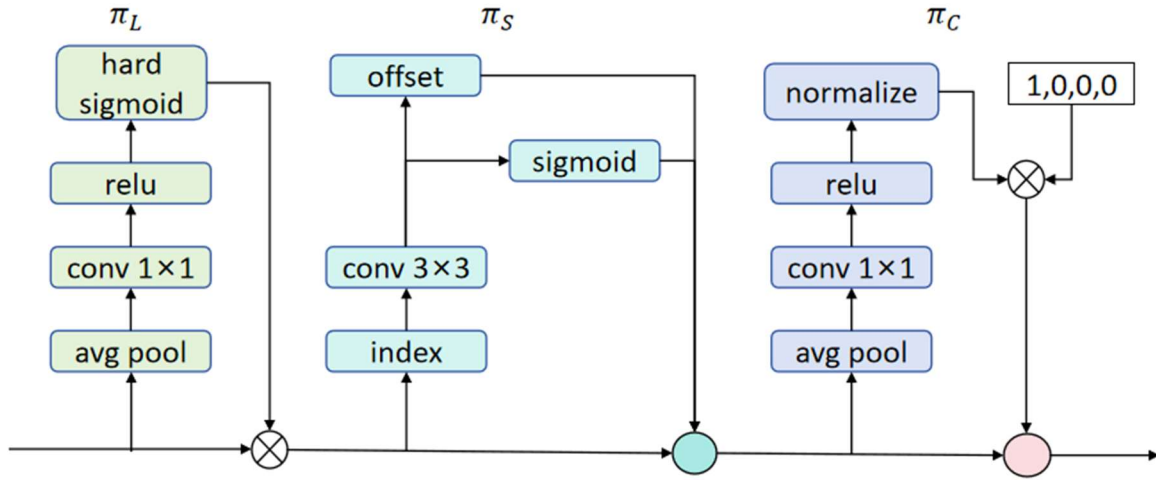 π_L
hard
sigmoid
relu
conv 1×1
avg pool
π_S
offset
sigmoid
conv 3×3
index
π_C
normalize
relu
conv 1×1
avg pool
1,0,0,0